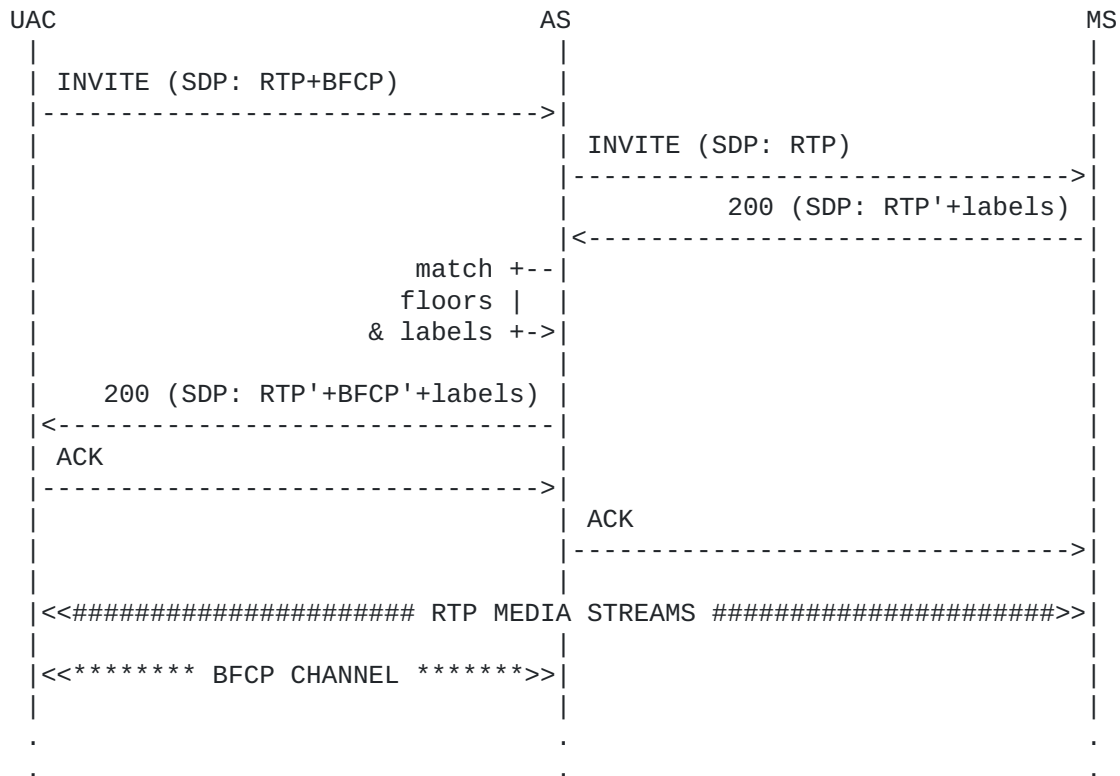 UAC                              AS                                MS
 |                                |                                 |
 | INVITE (SDP: RTP+BFCP)         |                                 |
 |------------------------------->|                                 |
 |                                | INVITE (SDP: RTP)               |
 |                                |-------------------------------->|
 |                                |          200 (SDP: RTP'+labels) |
 |                                |<--------------------------------|
 |                        match +--|                                 |
 |                       floors |  |                                 |
 |                     & labels +->|                                 |
 |                                |                                 |
 |    200 (SDP: RTP'+BFCP'+labels) |                                 |
 |<--------------------------------|                                 |
 | ACK                            |                                 |
 |------------------------------->|                                 |
 |                                | ACK                             |
 |                                |-------------------------------->|
 |                                |                                 |
 |<<###################### RTP MEDIA STREAMS ######################>>|
 |                                |                                 |
 |<<******** BFCP CHANNEL *******>>|                                 |
 |                                |                                 |
 .                                .                                 .
 .                                .                                 .